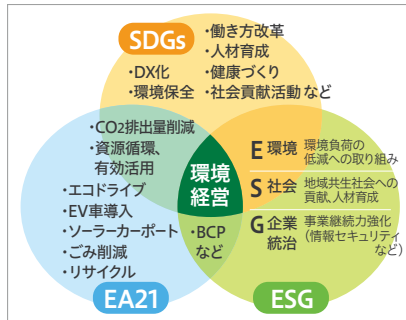 SDGs
・働き方改革
・人材育成
・DX化
・健康づくり
・環境保全
・社会貢献活動 など
・CO2排出量削減
・資源循環、
有効活用
環境
経営
E 環境 環境負荷の
低減への取り組み
S 社会 地域共生社会への
貢献、人材育成
G 企業
統治
事業継続力強化
（情報セキュリティ
など）
・エコドライブ
・EV車導入
・ソーラーカーポート
・ごみ削減
・リサイクル
・BCP
など
EA21
ESG